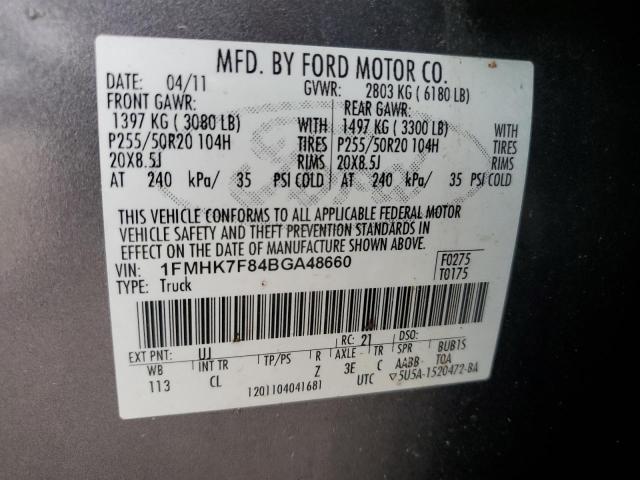 MFD. BY FORD MOTOR CO.
DATE: 04/11 GVWR: 2803 KG ( 6180 LB)
FRONT GAWR: REAR GAWR:
1397 KG ( 3080 LB) WITH 1497 KG ( 3300 LB) WITH
P255/50R20 104H TIRES P255/50R20 104H TIRES
20X8.5J RIMS 20X8.5J RIMS
AT 240 kPa/ 35 PSI COLD AT 240 kPa/ 35 PSI COLD
THIS VEHICLE CONFORMS TO ALL APPLICABLE FEDERAL MOTOR
VEHICLE SAFETY AND THEFT PREVENTION STANDARDS IN
EFFECT ON THE DATE OF MANUFACTURE SHOWN ABOVE.
VIN: 1FMHK7F84BGA48660 F0275
TYPE: Truck T0175
EXT PNT: UJ RC: 21 DSO:
WB INT TR TP/PS R AXLE TR SPR BUB15
113 CL Z 3E C AABB TOA
1201104041681 UTC ▽5U5A-1520472-BA